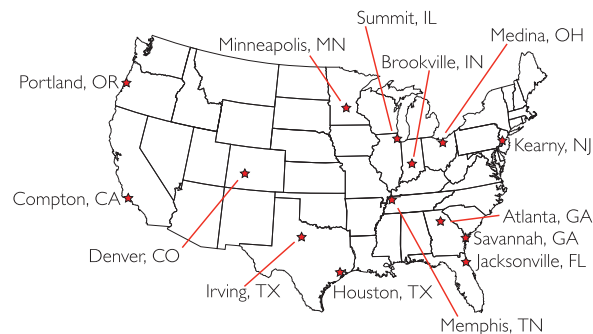 Summit, IL
Medina, OH
Minneapolis, MN
Brookville, IN
Portland, OR
Kearny, NJ
Compton, CA
Atlanta, GA
Savannah, GA
Denver, CO
Jacksonville, FL
Irving, TX
Houston, TX
Memphis, TN